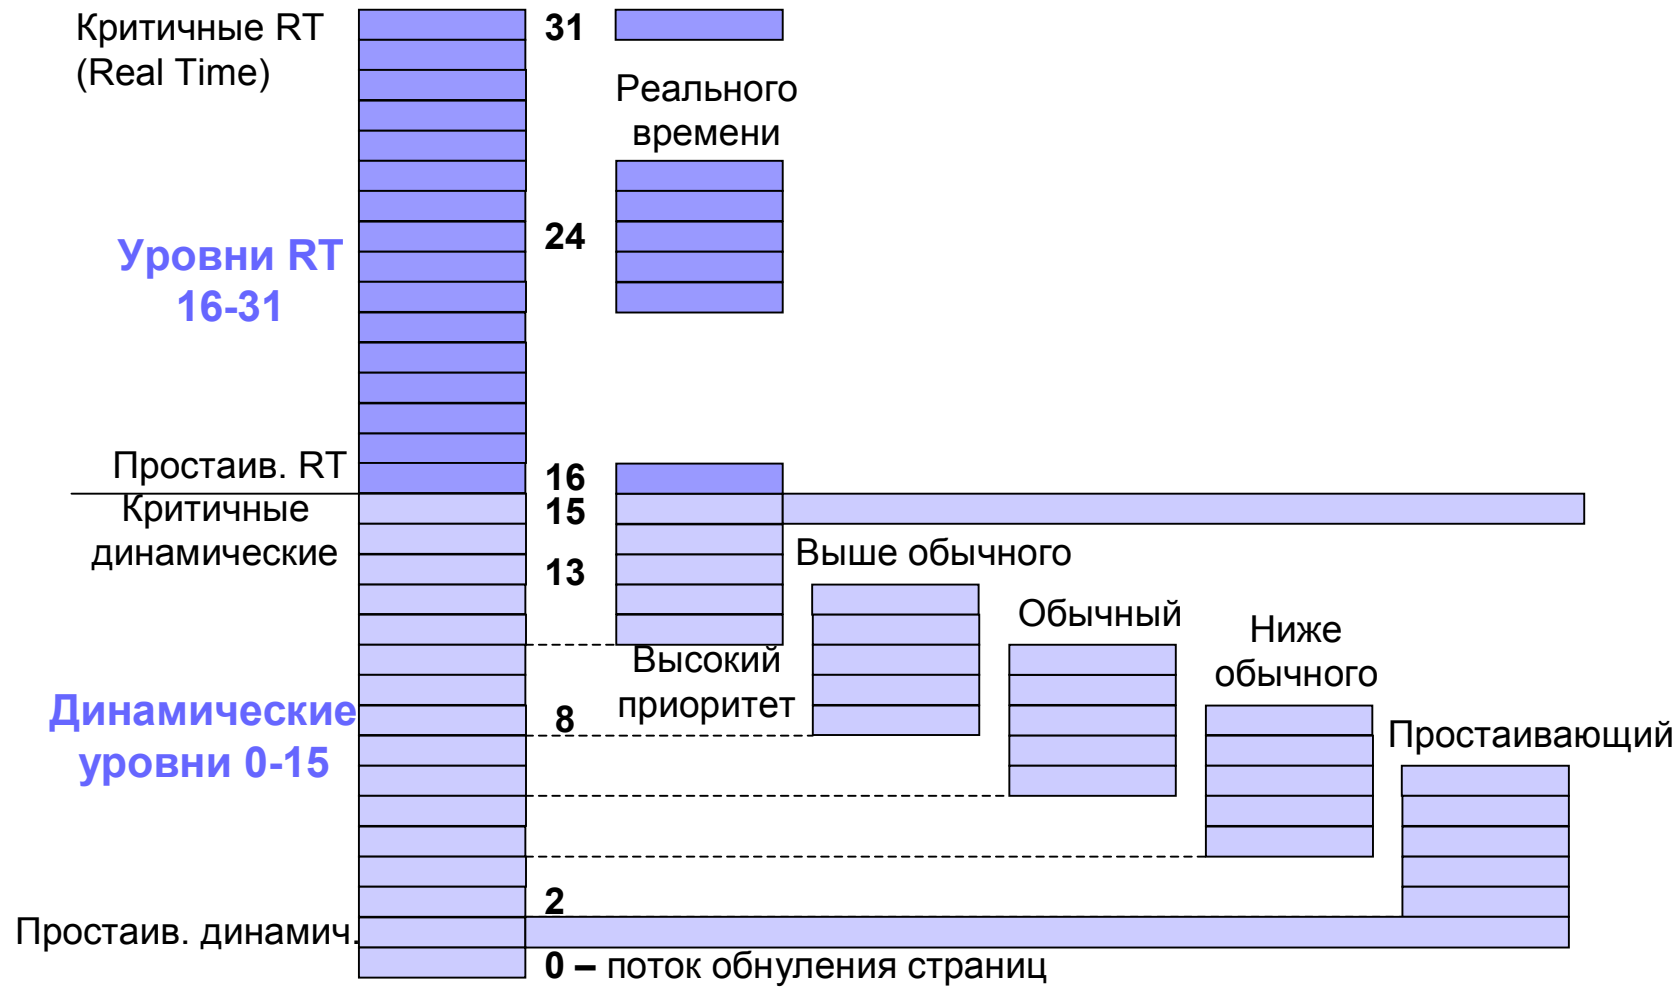 Критичные RT
(Real Time)
31
Реального
времени
24
Уровни RT
16-31
Простаив. RT
16
Критичные
динамические
15
13
Выше обычного
Обычный
Ниже
обычного
Высокий
приоритет
Динамические
уровни 0-15
8
Простаивающий
2
Простаив. динамич.
0 – поток обнуления страниц